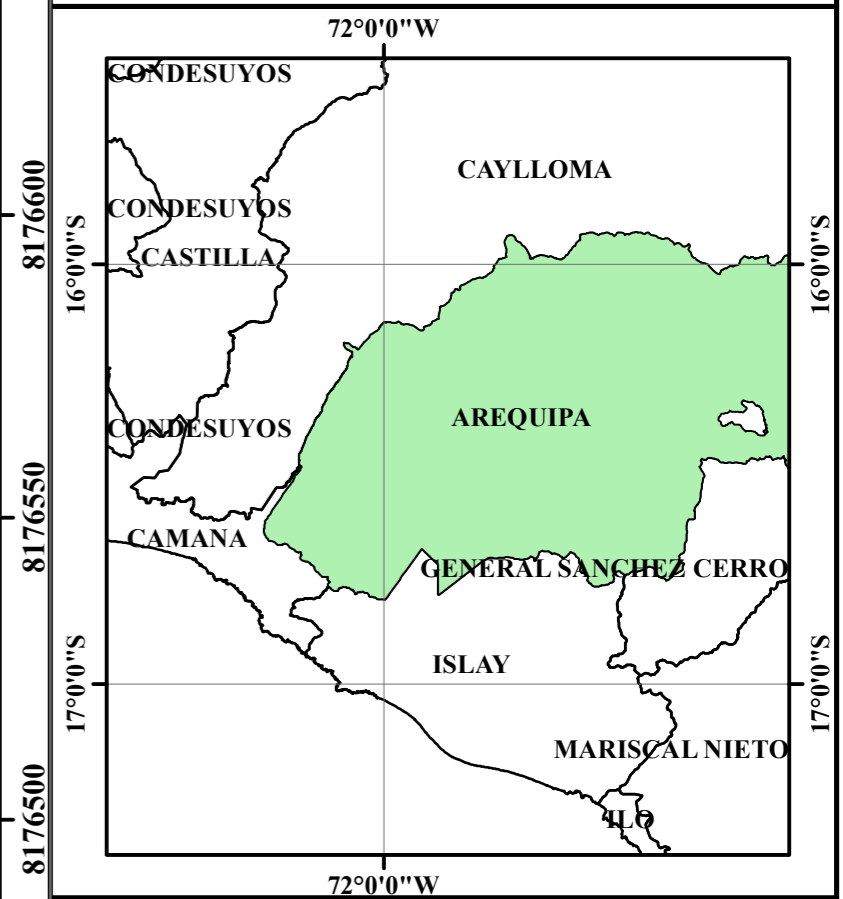 72°0'0"W
CONDESUYOS
CAYLLOMA
8176600
CONDESUYOS
16°0'0"S
CASTILLA
16°0'0"S
AREQUIPA
CONDESUYOS
8176550
CAMANA
GENERAL SANCHEZ CERRO
ISLAY
17°0'0"S
17°0'0"S
MARISCAL NIETO
8176500
ILO
72°0'0"W